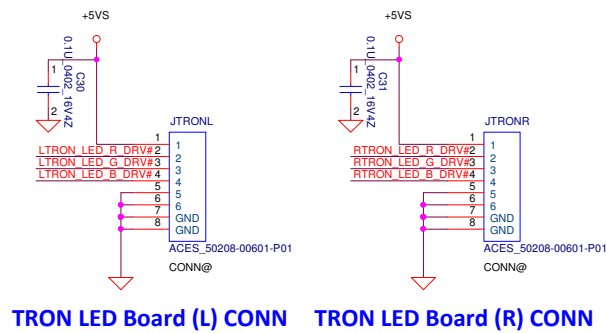 +5VS
0.1U_0402_16V4Z
C30
1
2
JTRONL
1 1
LTRON_LED_R_DRV# 2 2
LTRON_LED_G_DRV# 3 3
LTRON_LED_B_DRV# 4 4
5 5
6 6
7 GND
8 GND
ACES_50208-00601-P01
CONN@
TRON LED Board (L) CONN
+5VS
0.1U_0402_16V4Z
C31
1
2
JTRONR
1 1
RTRON_LED_R_DRV# 2 2
RTRON_LED_G_DRV# 3 3
RTRON_LED_B_DRV# 4 4
5 5
6 6
7 GND
8 GND
ACES_50208-00601-P01
CONN@
TRON LED Board (R) CONN